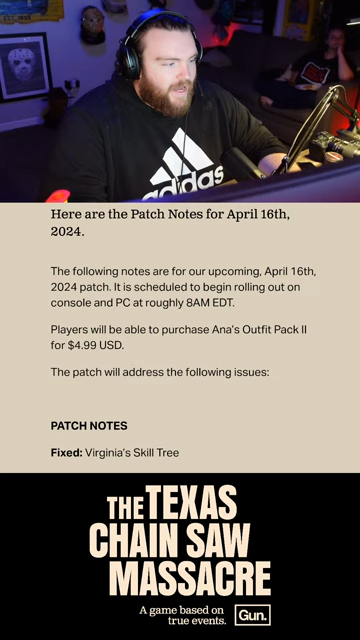 adidas
Here are the Patch Notes for April 16th,
2024.
The following notes are for our upcoming, April 16th,
2024 patch. It is scheduled to begin rolling out on
console and PC at roughly 8AM EDT.
Players will be able to purchase Ana's Outfit Pack II
for $4.99 USD.
The patch will address the following issues:
PATCH NOTES
Fixed: Virginia's Skill Tree
THE TEXAS
CHAIN SAW
MASSACRE
A game based on
true events.
Gun.